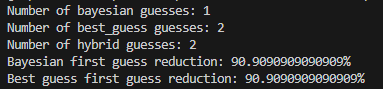 Number of bayesian guesses: 1
Number of best_guess guesses: 2
Number of hybrid guesses: 2
Bayesian first guess reduction: 90.9090909090909%
Best guess first guess reduction: 90.9090909090909%